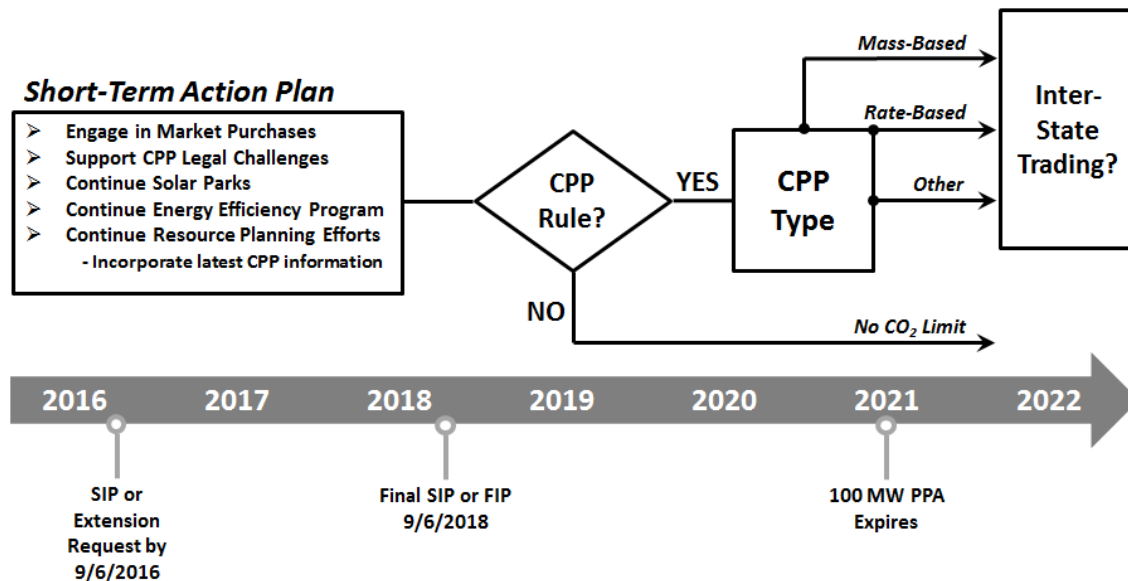 Short-Term Action Plan
➢ Engage in Market Purchases
➢ Support CPP Legal Challenges
➢ Continue Solar Parks
➢ Continue Energy Efficiency Program
➢ Continue Resource Planning Efforts
- Incorporate latest CPP information
CPP
Rule?
YES
NO
CPP
Type
Mass-Based
Rate-Based
Other
No CO₂ Limit
Inter-
State
Trading?
2016 2017 2018 2019 2020 2021 2022
SIP or
Extension
Request by
9/6/2016
Final SIP or FIP
9/6/2018
100 MW PPA
Expires